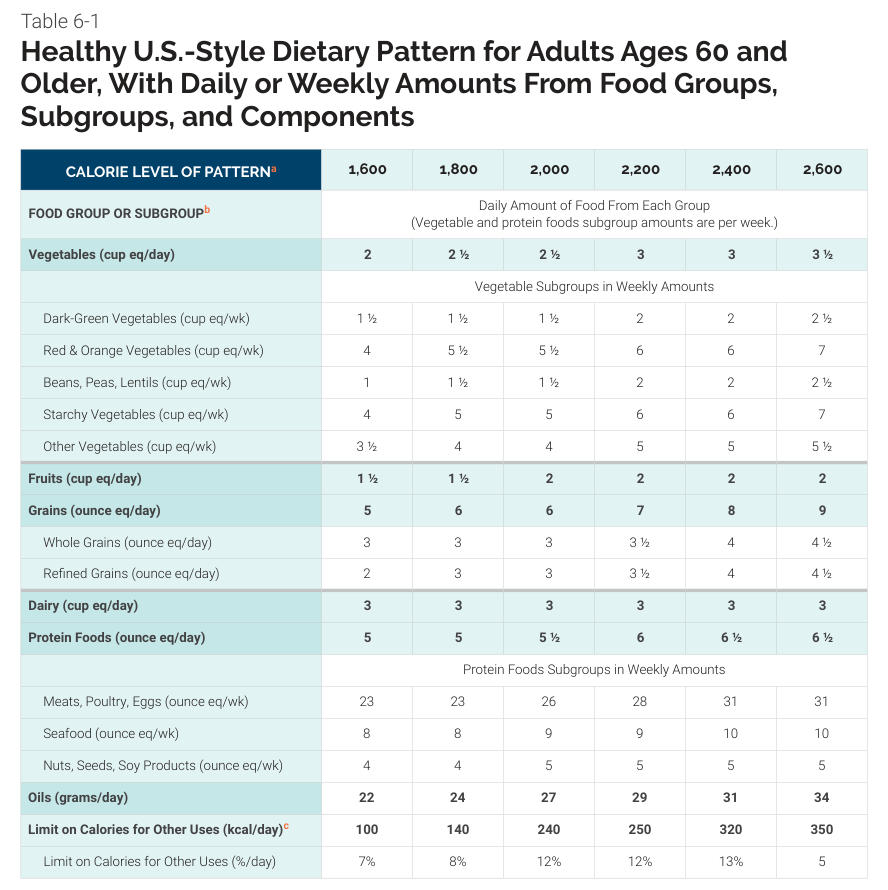 Table 6-1
Healthy U.S.-Style Dietary Pattern for Adults Ages 60 and
Older, With Daily or Weekly Amounts From Food Groups,
Subgroups, and Components
CALORIE LEVEL OF PATTERNa 1,600 1,800 2,000 2,200 2,400 2,600
FOOD GROUP OR SUBGROUPb
Daily Amount of Food From Each Group
(Vegetable and protein foods subgroup amounts are per week.)
Vegetables (cup eq/day) 2 2 ½ 2 ½ 3 3 3 ½
Vegetable Subgroups in Weekly Amounts
Dark-Green Vegetables (cup eq/wk) 1 ½ 1 ½ 1 ½ 2 2 2 ½
Red & Orange Vegetables (cup eq/wk) 4 5 ½ 5 ½ 6 6 7
Beans, Peas, Lentils (cup eq/wk) 1 1 ½ 1 ½ 2 2 2 ½
Starchy Vegetables (cup eq/wk) 4 5 5 6 6 7
Other Vegetables (cup eq/wk) 3 ½ 4 4 5 5 5 ½
Fruits (cup eq/day) 1 ½ 1 ½ 2 2 2 2
Grains (ounce eq/day) 5 6 6 7 8 9
Whole Grains (ounce eq/day) 3 3 3 3 ½ 4 4 ½
Refined Grains (ounce eq/day) 2 3 3 3 ½ 4 4 ½
Dairy (cup eq/day) 3 3 3 3 3 3
Protein Foods (ounce eq/day) 5 5 5 ½ 6 6 ½ 6 ½
Protein Foods Subgroups in Weekly Amounts
Meats, Poultry, Eggs (ounce eq/wk) 23 23 26 28 31 31
Seafood (ounce eq/wk) 8 8 9 9 10 10
Nuts, Seeds, Soy Products (ounce eq/wk) 4 4 5 5 5 5
Oils (grams/day) 22 24 27 29 31 34
Limit on Calories for Other Uses (kcal/day)c 100 140 240 250 320 350
Limit on Calories for Other Uses (%/day) 7% 8% 12% 12% 13% 5